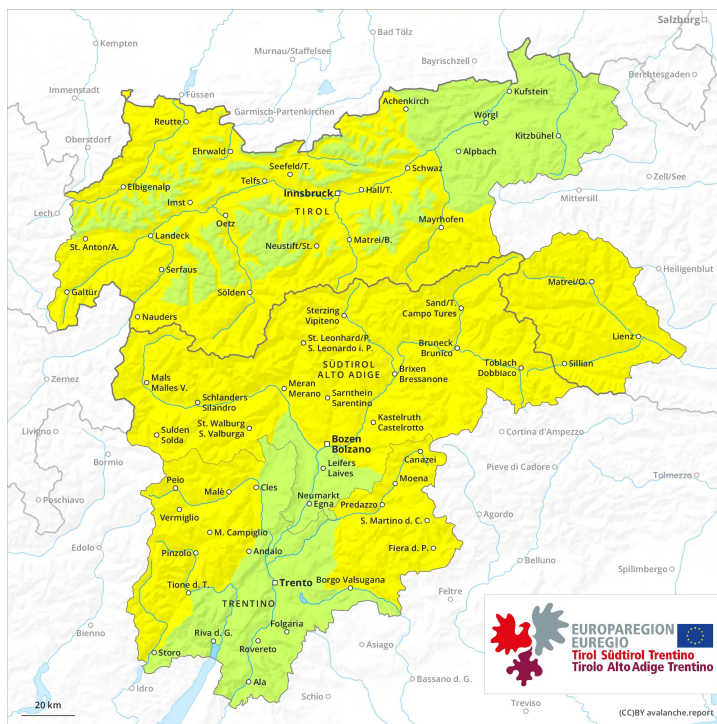 Salzburg
Kempten
Bad Tölz
Murnau/Staffelsee
Bayrischzell
Berchtesgaden
Immenstadt
Füssen
Garmisch-Partenkirchen
Achenkirch
Kufstein
Reutte
Wörgl
Oberstdorf
Ehrwald
Kitzbühel
Alpbach
Seefeld/T.
Telfs
Schwaz
Zell/See
Elbigenalp
Innsbruck
Hall/T.
Mittersill
Imst
TIROL
Lech
Oetz
Mayrhofen
St. Anton/A.
Landeck
Neustift/St.
Matrei/B.
Serfaus
Heiligenblut
Galtür
Sölden
Matrei/O.
Nauders
Sterzing
Vipiteno
Sand/T.
Campo Tures
Lienz
St. Leonhard/P.
S. Leonardo i. P.
Bruneck
Brunico
SÜDTIROL
ALTO ADIGE
Brixen
Bressanone
Toblach
Dobbiaco
Sillian
Zernez
Mals
Malles V.
Meran
Merano
Schlanders
Silandro
Sarnthein
Sarentino
Livigno
St. Walburg
S. Valburga
Kastelruth
Castelrotto
Sulden
Solda
Cortina d'Ampezzo
Bozen
Bolzano
Bormio
Canazei
Leifers
Laives
Pieve di Cadore
Tolmezzo
Poschiavo
Peio
Malè
Cles
Moena
Neumarkt
Egna
Predazzo
Vermiglio
Agordo
S. Martino d. C.
M. Campiglio
Edolo
Pinzolo
Andalo
Fiera d. P.
Belluno
Spilimbergo
Tione d. T.
Trento
Borgo Valsugana
Feltre
TRENTINO
Bienno
Riva d. G.
Folgaria
Rovereto
Asiago
Storo
Bassano d. G.
Idro
Ala
Schio
Treviso
EUROPAREGION
EUREGIO
Tirol Südtirol Trentino
Tirolo Alto Adige Trentino
20 km
(CC)BY avalanche.report